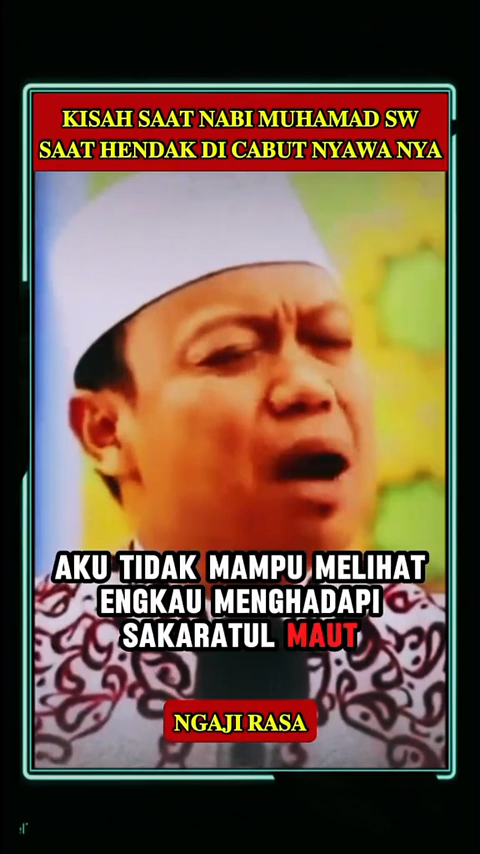 KISAH SAAT NABI MUHAMAD SW
SAAT HENDAK DI CABUT NYAWA NYA
AKU TIDAK MAMPU MELIHAT
ENGKAU MENGHADAPI
SAKARATUL MAUT
NGAJI RASA